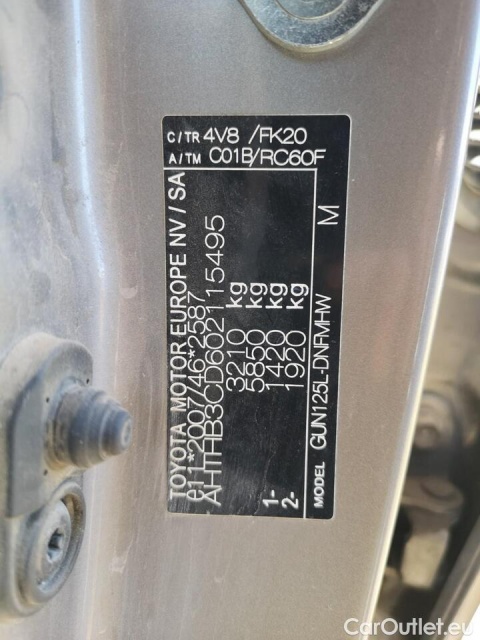 C/TR 4V8 /FK20
A/TM C01B/RC60F
TOYOTA MOTOR EUROPE NV/SA
e11*2007/46*2587
AHTHB3CD602115495
3210 kg
5850 kg
1- 1420 kg
2- 1920 kg
MODEL GUN125L-DNFMHW M
CarOutlet.eu